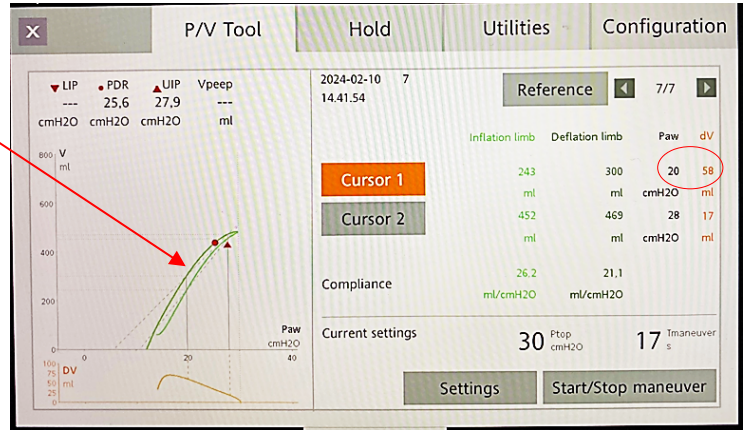 X P/V Tool Hold Utilities Configuration
LIP PDR UIP Vpeep
--- 25,6 27,9 ---
cmH2O cmH2O cmH2O ml
2024-02-10 7
14.41.54
Reference 7/7
Inflation limb Deflation limb Paw dV
Cursor 1 243 300 20 58
ml ml cmH2O ml
Cursor 2 452 469 28 17
ml ml cmH2O ml
Compliance 26,2 21,1
ml/cmH2O ml/cmH2O
Current settings 30 Ptop cmH2O 17 Tmaneuver s
Settings Start/Stop maneuver
800 V
ml
600
400
200
0
0 20 40
Paw
cmH2O
100 DV
75 ml
50
25
0